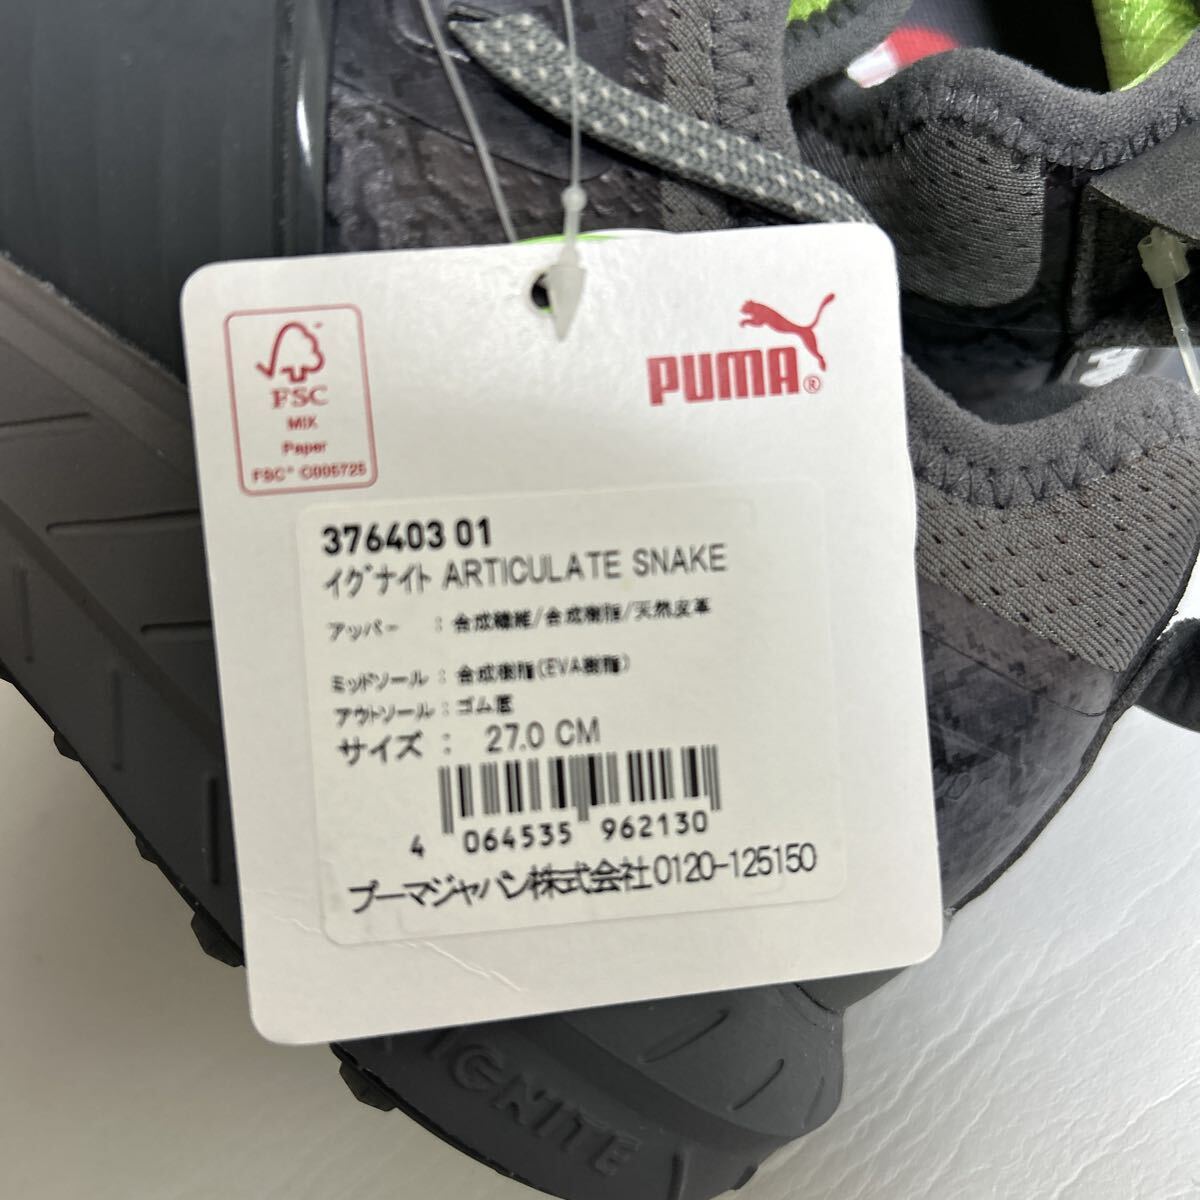 FSC
MIX
Paper
FSC® C005725
PUMA®
376403 01
イグナイト ARTICULATE SNAKE
アッパー : 合成繊維/合成樹脂/天然皮革
ミッドソール : 合成樹脂(EVA樹脂)
アウトソール : ゴム底
サイズ : 27.0 CM
4 064535 962130
プーマジャパン株式会社 0120-125150
IGNITE